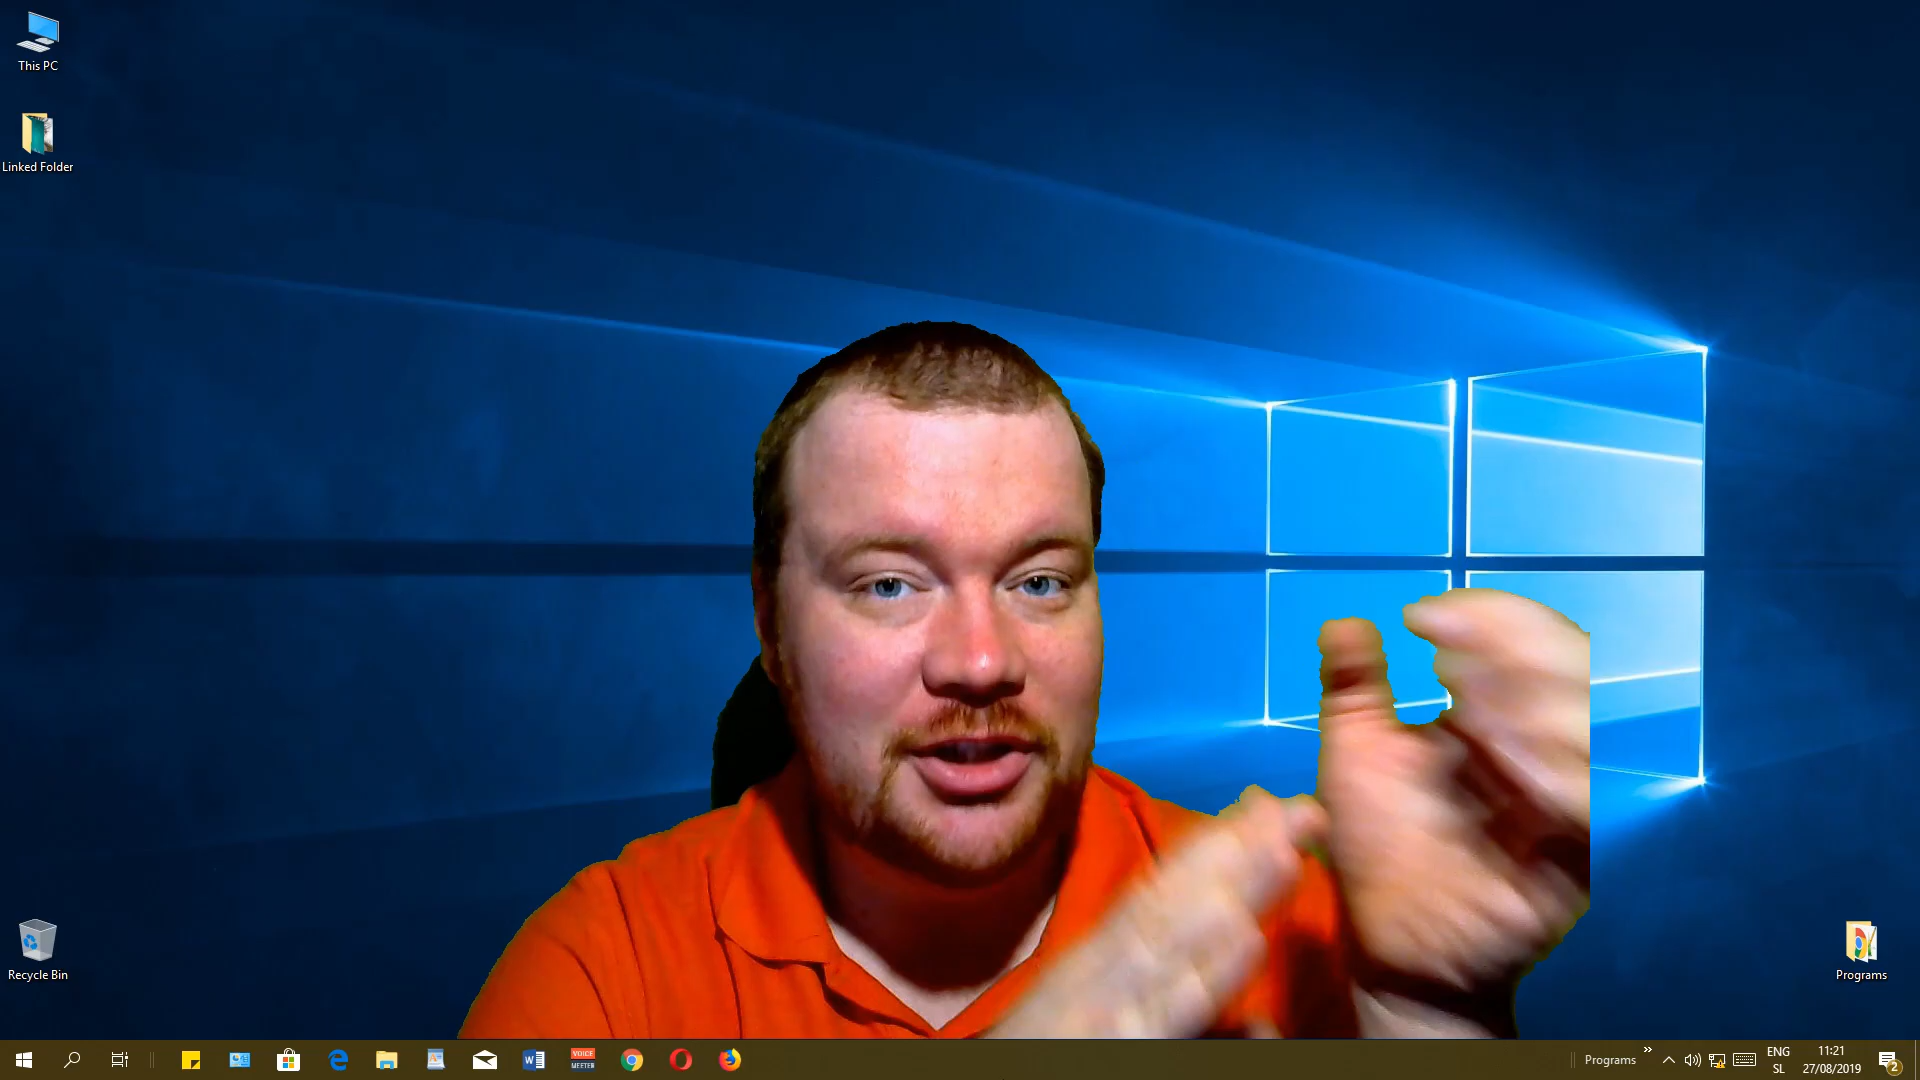 This PC
Linked Folder
Recycle Bin
Programs
VOICE
MEETER
Programs
ENG
SL
11:21
27/08/2019
2